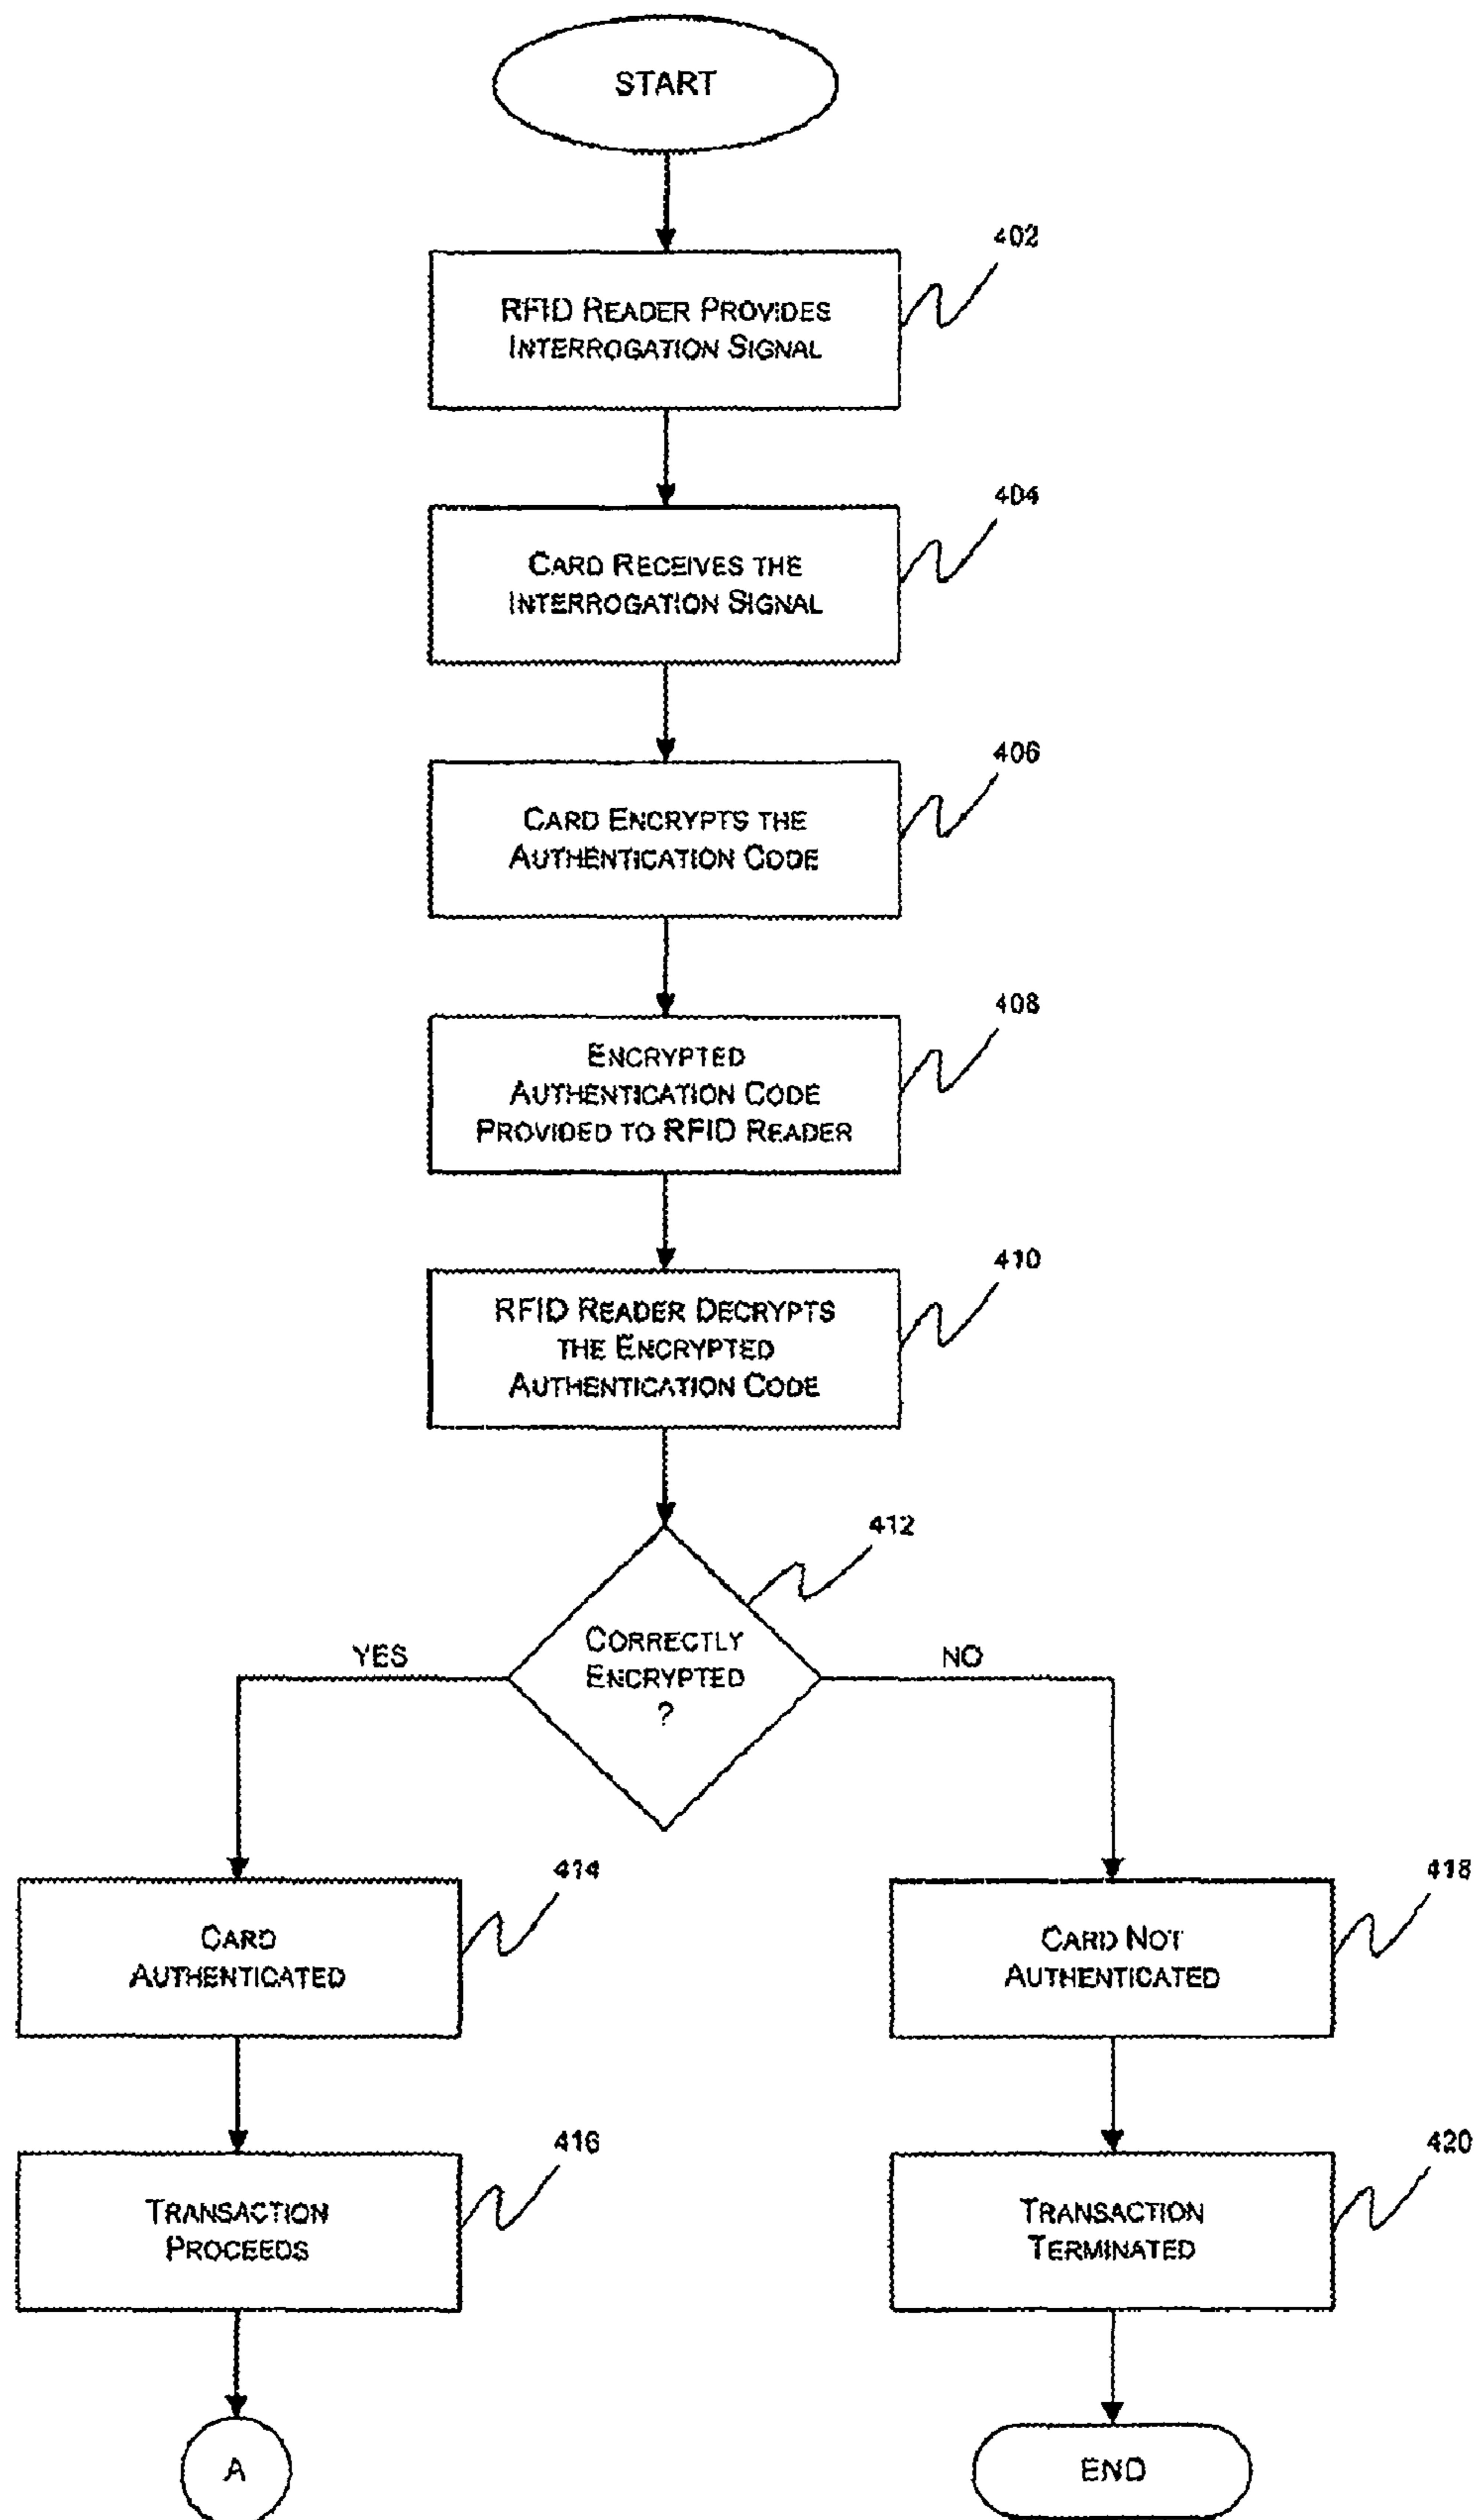 START
402
RFID READER PROVIDES
INTERROGATION SIGNAL
404
CARD RECEIVES THE
INTERROGATION SIGNAL
406
CARD ENCRYPTS THE
AUTHENTICATION CODE
408
ENCRYPTED
AUTHENTICATION CODE
PROVIDED TO RFID READER
410
RFID READER DECRYPTS
THE ENCRYPTED
AUTHENTICATION CODE
412
CORRECTLY
ENCRYPTED
?
YES
NO
414
CARD
AUTHENTICATED
418
CARD NOT
AUTHENTICATED
416
TRANSACTION
PROCEEDS
420
TRANSACTION
TERMINATED
A
END